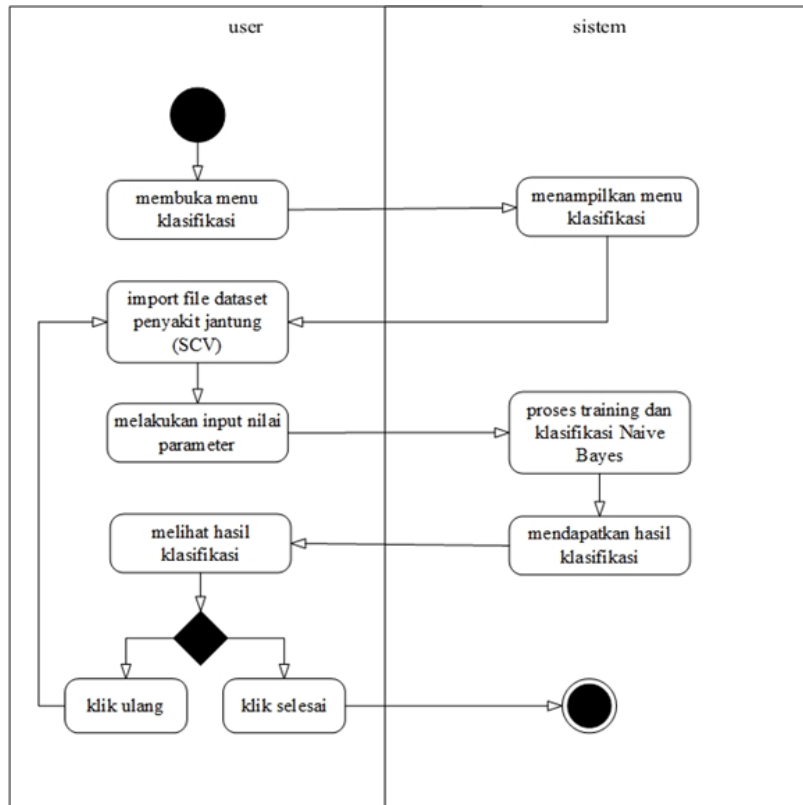 user
sistem
membuka menu
klasifikasi
menampilkan menu
klasifikasi
import file dataset
penyakit jantung
(SCV)
melakukan input nilai
parameter
proses training dan
klasifikasi Naive
Bayes
mendapatkan hasil
klasifikasi
melihat hasil
klasifikasi
klik ulang
klik selesai